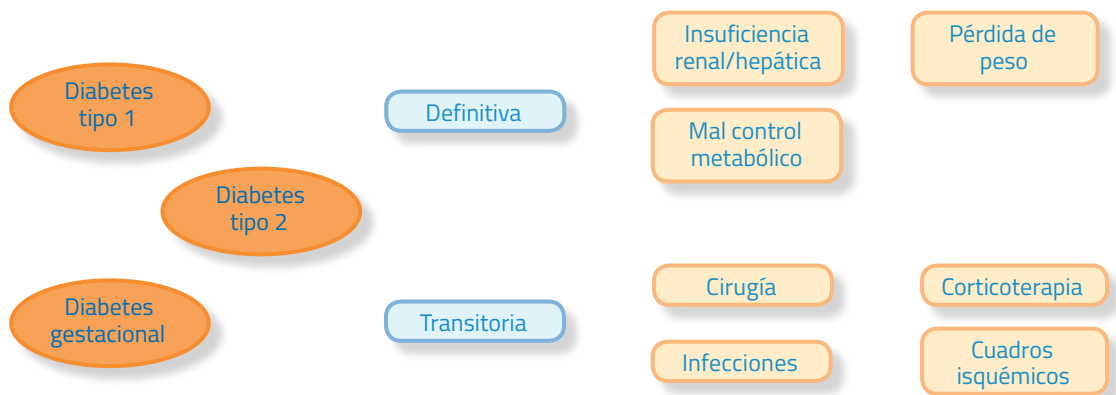 Diabetes
tipo 1
Diabetes
tipo 2
Diabetes
gestacional
Definitiva
Transitoria
Insuficiencia
renal/hepática
Pérdida de
peso
Mal control
metabólico
Cirugía
Corticoterapia
Infecciones
Cuadros
isquémicos